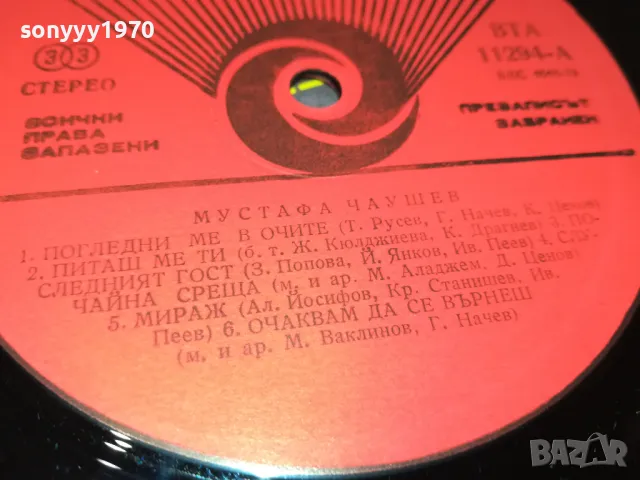 sonyyy1970
33
СТЕРЕО
ВСИЧКИ
ПРАВА
ЗАПАЗЕНИ
ВТА
11294-А
ПРЕЗАПИСЪТ
ЗАБРАНЕН
МУСТАФА ЧАУШЕВ
1. ПОГЛЕДНИ МЕ В ОЧИТЕ (Т. Русев, Г. Начев, К. Ценов)
2. ПИТАШ МЕ ТИ (б. т. Ж. Кюлджиева, К. Драгнев) 3. ПО-
СЛЕДНИЯТ ГОСТ (З. Попова, Й. Янков, Ив. Пеев) 4. СЛУ-
ЧАЙНА СРЕЩА (м. и ар. М. Аладжем, Д. Ценов)
5. МИРАЖ (Ал. Йосифов, Кр. Станишев, Ив.
Пеев) 6. ОЧАКВАМ ДА СЕ ВЪРНЕШ
(м. и ар. М. Ваклинов, Г. Начев)
BAZAR
bg